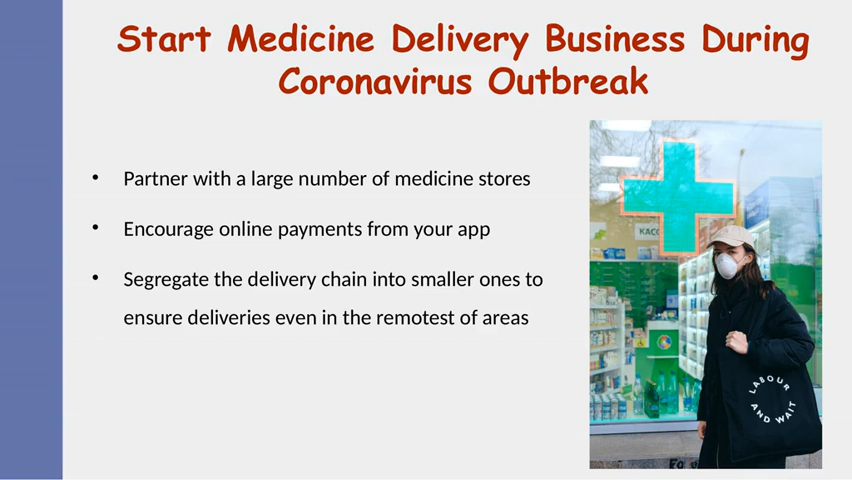 Start Medicine Delivery Business During
Coronavirus Outbreak
• Partner with a large number of medicine stores
• Encourage online payments from your app
• Segregate the delivery chain into smaller ones to
ensure deliveries even in the remotest of areas
LABOUR
AND WAIT